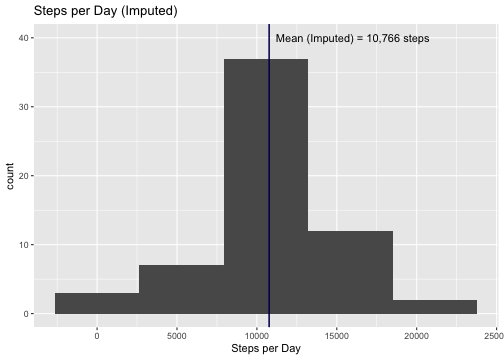 Steps per Day (Imputed)
Mean (Imputed) = 10,766 steps
40
30
20
10
0
count
0 5000 10000 15000 20000 25000
Steps per Day